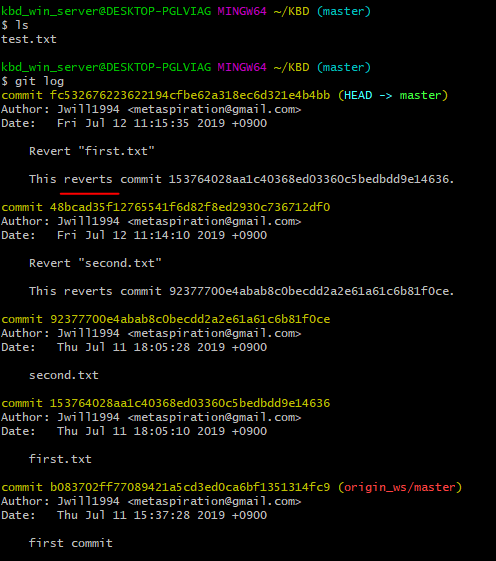 kbd_win_server@DESKTOP-PGLVIAG MINGW64 ~/KBD (master)
$ ls
test.txt
kbd_win_server@DESKTOP-PGLVIAG MINGW64 ~/KBD (master)
$ git log
commit fc532676223622194cfbe62a318ec6d321e4b4bb (HEAD -> master)
Author: Jwill1994 <metaspiration@gmail.com>
Date:   Fri Jul 12 11:15:35 2019 +0900
    Revert "first.txt"
    This reverts commit 153764028aa1c40368ed03360c5bedbdd9e14636.
commit 48bcad35f12765541f6d82f8ed2930c736712df0
Author: Jwill1994 <metaspiration@gmail.com>
Date:   Fri Jul 12 11:14:10 2019 +0900
    Revert "second.txt"
    This reverts commit 92377700e4abab8c0becdd2a2e61a61c6b81f0ce.
commit 92377700e4abab8c0becdd2a2e61a61c6b81f0ce
Author: Jwill1994 <metaspiration@gmail.com>
Date:   Thu Jul 11 18:05:28 2019 +0900
    second.txt
commit 153764028aa1c40368ed03360c5bedbdd9e14636
Author: Jwill1994 <metaspiration@gmail.com>
Date:   Thu Jul 11 18:05:10 2019 +0900
    first.txt
commit b083702ff77089421a5cd3ed0ca6bf1351314fc9 (origin_ws/master)
Author: Jwill1994 <metaspiration@gmail.com>
Date:   Thu Jul 11 15:37:28 2019 +0900
    first commit